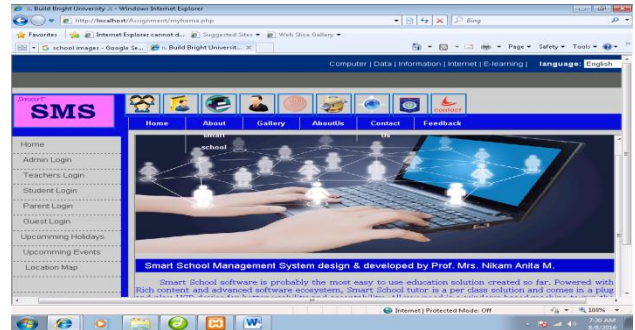 Build Bright University ... - Windows Internet Explorer
http://localhost/Assignment/myhome.php
Bing
Favorites
Internet Explorer cannot d...
Suggested Sites
Web Slice Gallery
school images - Google Se...
Build Bright Universit...
Page Safety Tools
Computer | Data | Information | Internet | E-learning | language: English
Smart
SMS
contact
Home About smart school Gallery AboutUs Contact Us Feedback
Home
Admin Login
Teachers Login
Student Login
Parent Login
Guest Login
Upcomming Holidays
Upcomming Events
Location Map
Smart School Management System design & developed by Prof. Mrs. Nikam Anita M.
Smart School software is probably the most easy to use education solution created so far. Powered with
Rich content and advanced software ecosystem, Smart School tutor is a per class solution and comes in a plug
Internet | Protected Mode: Off
100%
7:30 AM